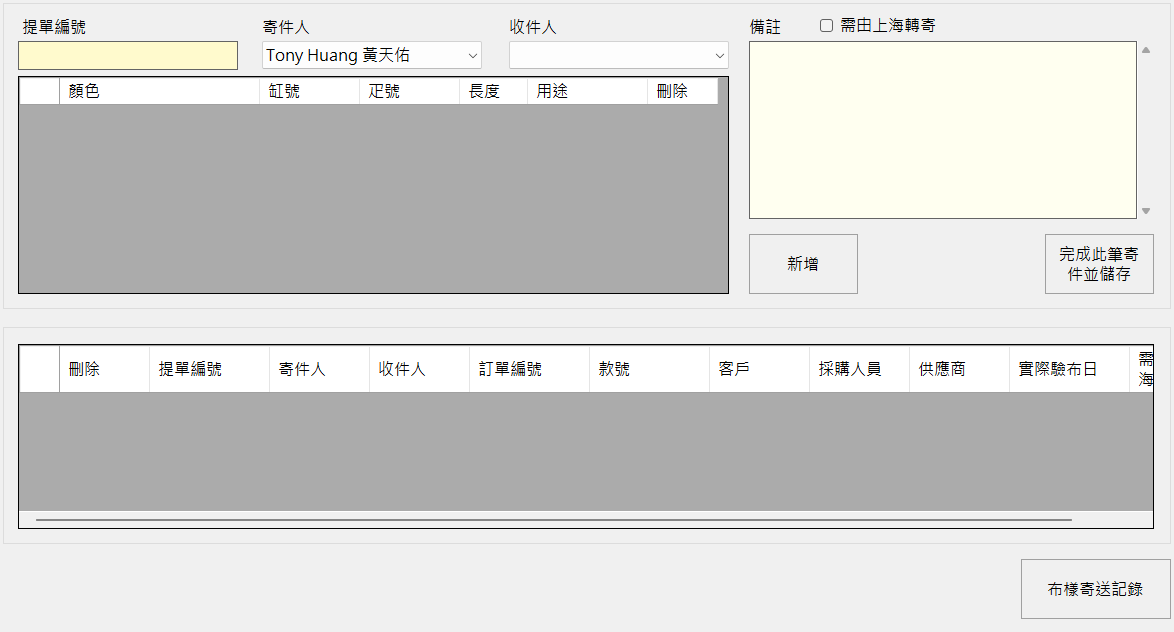 提單編號
寄件人
收件人
備註
需由上海轉寄
Tony Huang 黃天佑
顏色
缸號
疋號
長度
用途
刪除
新增
完成此筆寄
件並儲存
刪除
提單編號
寄件人
收件人
訂單編號
款號
客戶
採購人員
供應商
實際驗布日
需
海
布樣寄送記錄